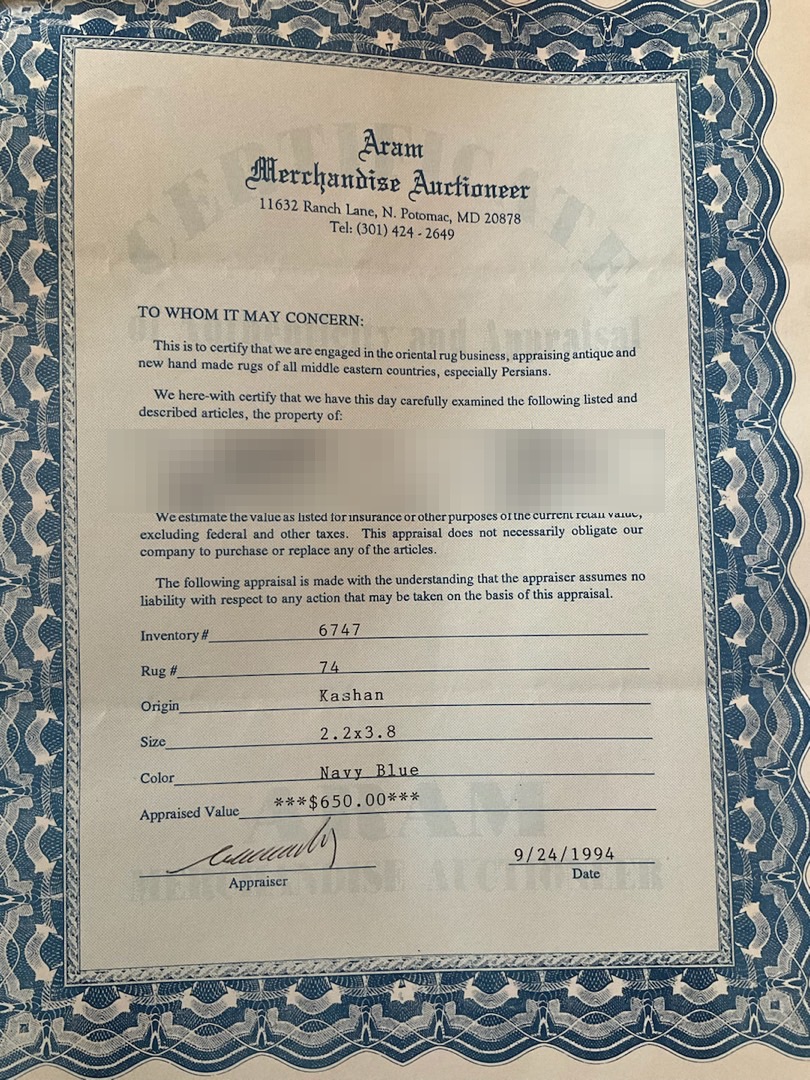 Aram
Merchandise Auctioneer
11632 Ranch Lane, N. Potomac, MD 20878
Tel: (301) 424 - 2649
CERTIFICATE
of Authenticity and Appraisal
TO WHOM IT MAY CONCERN:
This is to certify that we are engaged in the oriental rug business, appraising antique and
new hand made rugs of all middle eastern countries, especially Persians.
We here-with certify that we have this day carefully examined the following listed and
described articles, the property of:
We estimate the value as listed for insurance or other purposes of the current retail value,
excluding federal and other taxes. This appraisal does not necessarily obligate our
company to purchase or replace any of the articles.
The following appraisal is made with the understanding that the appraiser assumes no
liability with respect to any action that may be taken on the basis of this appraisal.
Inventory # 6747
Rug # 74
Origin Kashan
Size 2.2x3.8
Color Navy Blue
Appraised Value ***$650.00***
ARAM
MERCHANDISE AUCTIONEER
9/24/1994
Appraiser Date